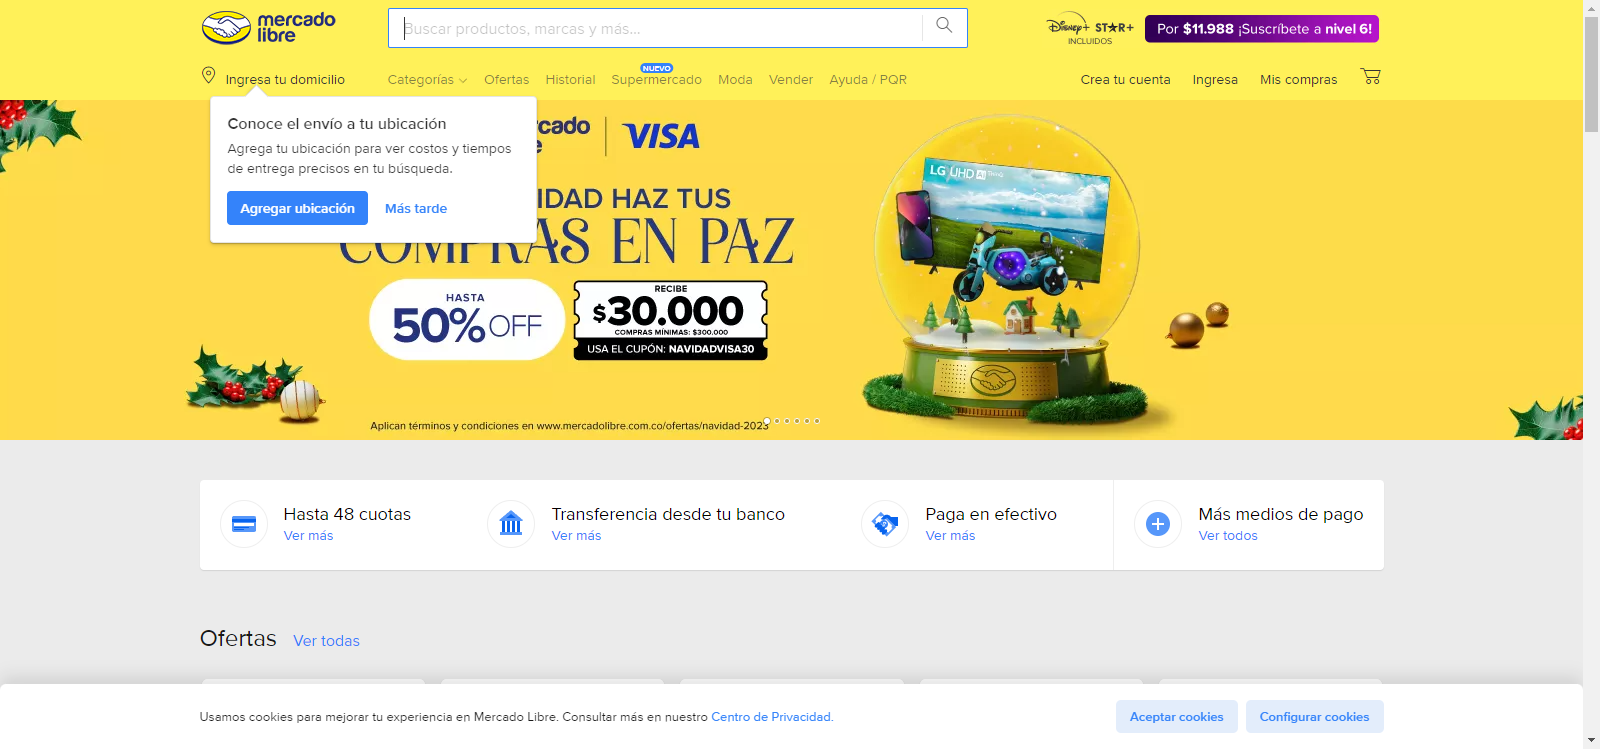 mercado
libre
Buscar productos, marcas y más...
Disney+ STAR+
INCLUIDOS
Por $11.988 ¡Suscríbete a nivel 6!
Ingresa tu domicilio
Categorías
Ofertas
Historial
NUEVO
Supermercado
Moda
Vender
Ayuda / PQR
Crea tu cuenta
Ingresa
Mis compras
Conoce el envío a tu ubicación
Agrega tu ubicación para ver costos y tiempos
de entrega precisos en tu búsqueda.
Agregar ubicación
Más tarde
cado
VISA
IDAD HAZ TUS
COMPRAS EN PAZ
HASTA
50% OFF
RECIBE
$30.000
COMPRAS MÍNIMAS: $300.000
USA EL CUPÓN: NAVIDADVISA30
LG UHD AI ThinQ
Aplican términos y condiciones en www.mercadolibre.com.co/ofertas/navidad-2023
Hasta 48 cuotas
Ver más
Transferencia desde tu banco
Ver más
Paga en efectivo
Ver más
Más medios de pago
Ver todos
Ofertas
Ver todas
Usamos cookies para mejorar tu experiencia en Mercado Libre. Consultar más en nuestro Centro de Privacidad.
Aceptar cookies
Configurar cookies